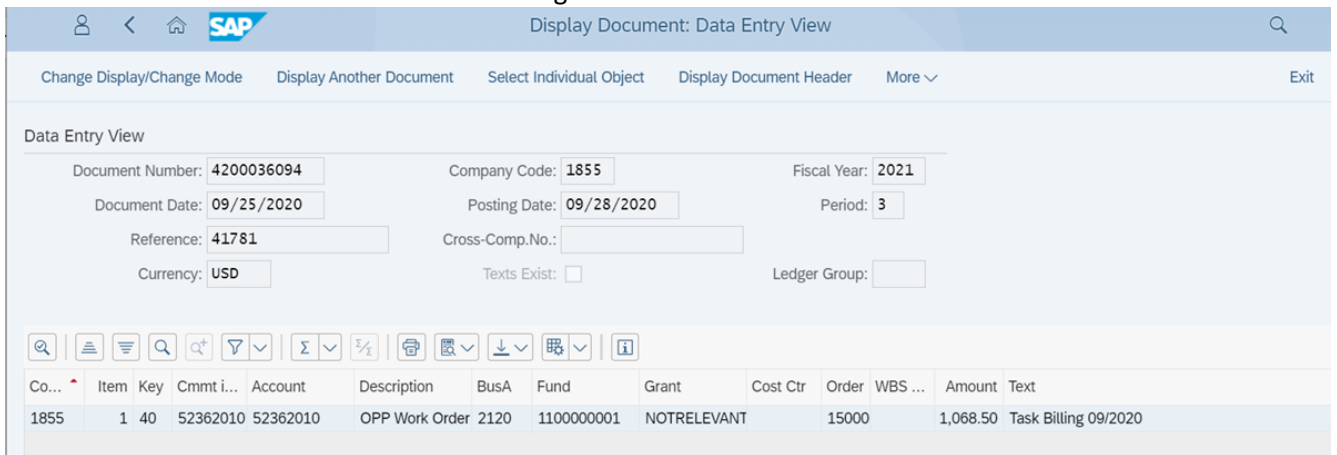 SAP Display Document: Data Entry View
Change Display/Change Mode Display Another Document Select Individual Object Display Document Header More Exit
Data Entry View
Document Number: 4200036094 Company Code: 1855 Fiscal Year: 2021
Document Date: 09/25/2020 Posting Date: 09/28/2020 Period: 3
Reference: 41781 Cross-Comp.No.:
Currency: USD Texts Exist: Ledger Group:
Co... Item Key Cmmt i... Account Description BusA Fund Grant Cost Ctr Order WBS ... Amount Text
1855 1 40 52362010 52362010 OPP Work Order 2120 1100000001 NOTRELEVANT 15000 1,068.50 Task Billing 09/2020